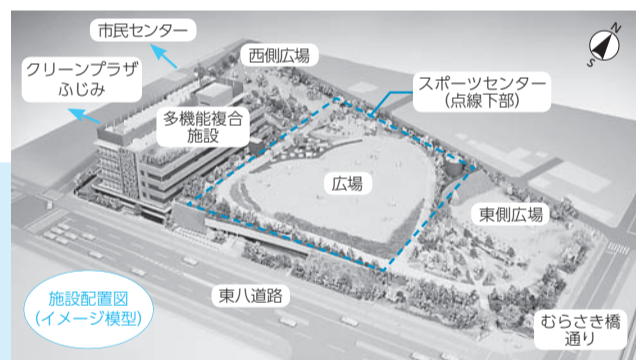 市民センター
クリーンプラザ
ふじみ
西側広場
スポーツセンター
(点線下部)
多機能複合
施設
広場
東側広場
東八道路
施設配置図
(イメージ模型)
むらさき橋
通り
N
S